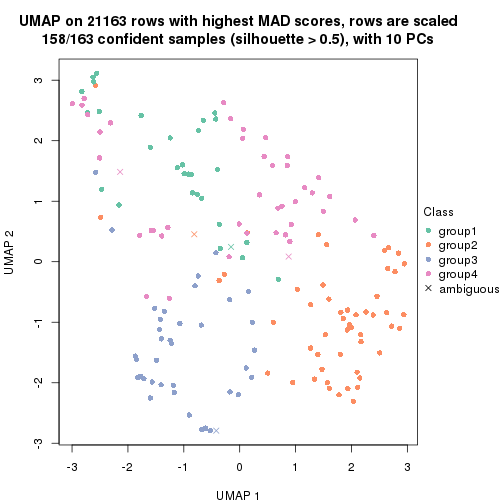 UMAP on 21163 rows with highest MAD scores, rows are scaled
158/163 confident samples (silhouette > 0.5), with 10 PCs
3
2
1
0
-1
-2
-3
UMAP 2
-3 -2 -1 0 1 2 3
UMAP 1
Class
group1
group2
group3
group4
ambiguous